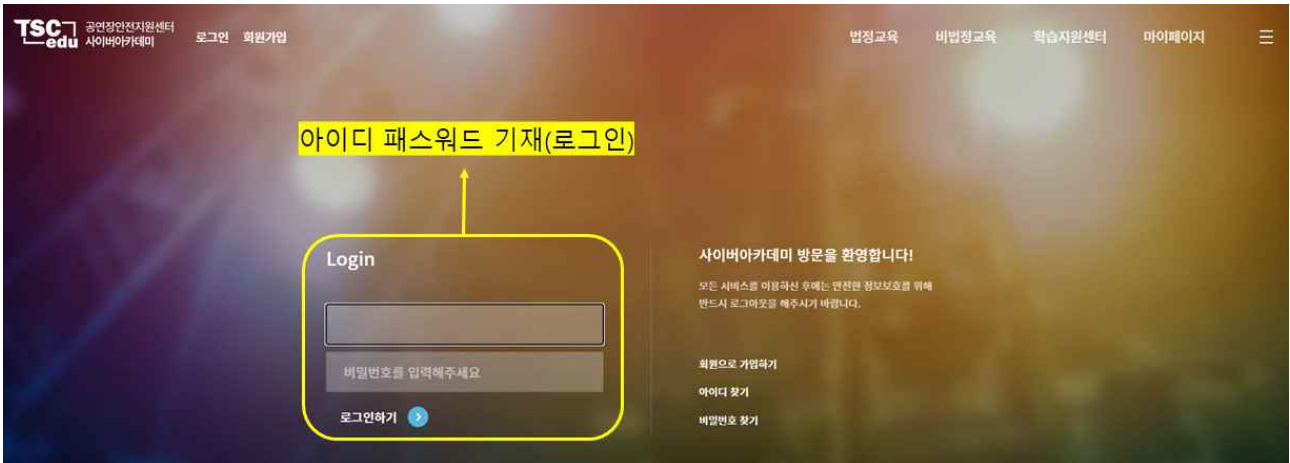 TSC edu 공연장안전지원센터 사이버아카데미 로그인 회원가입 법정교육 비법정교육 학습지원센터 마이페이지
아이디 패스워드 기재(로그인)
Login
비밀번호를 입력해주세요
로그인하기
사이버아카데미 방문을 환영합니다!
모든 서비스를 이용하신 후에는 안전한 정보보호를 위해
반드시 로그아웃을 해주시기 바랍니다.
회원으로 가입하기
아이디 찾기
비밀번호 찾기